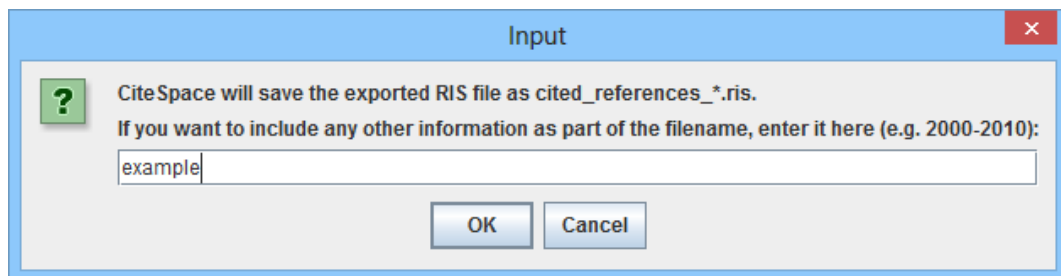 Input
CiteSpace will save the exported RIS file as cited_references_*.ris.
If you want to include any other information as part of the filename, enter it here (e.g. 2000-2010):
example
OK Cancel